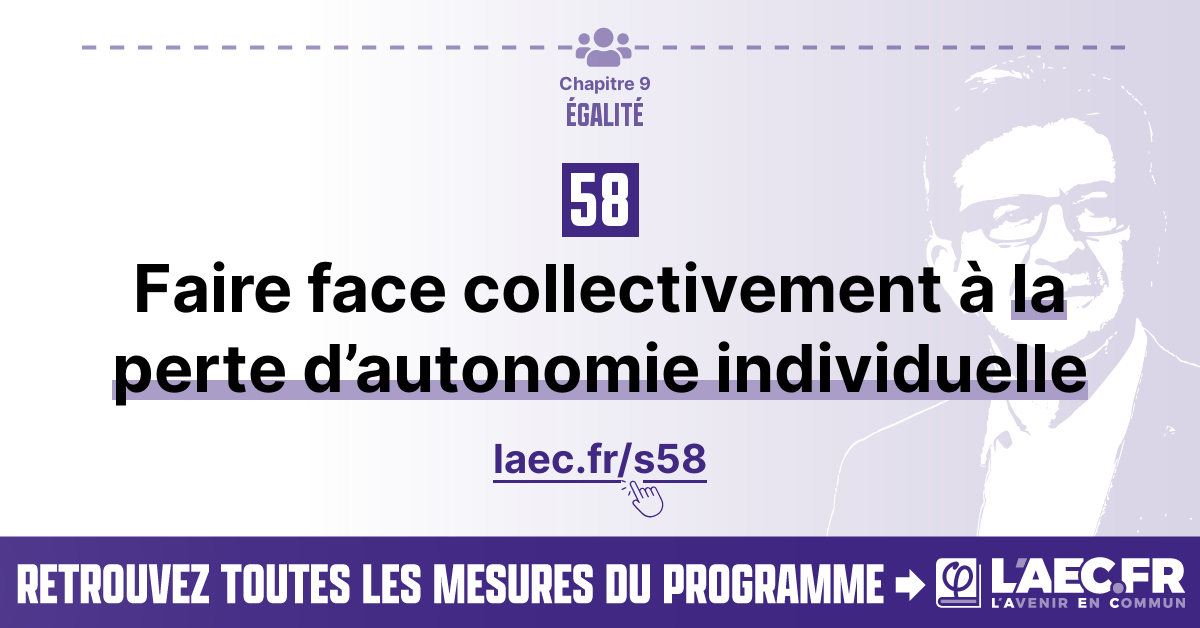 Chapitre 9
ÉGALITÉ
58
Faire face collectivement à la
perte d’autonomie individuelle
laec.fr/s58
RETROUVEZ TOUTES LES MESURES DU PROGRAMME
L'AEC.FR
L'AVENIR EN COMMUN